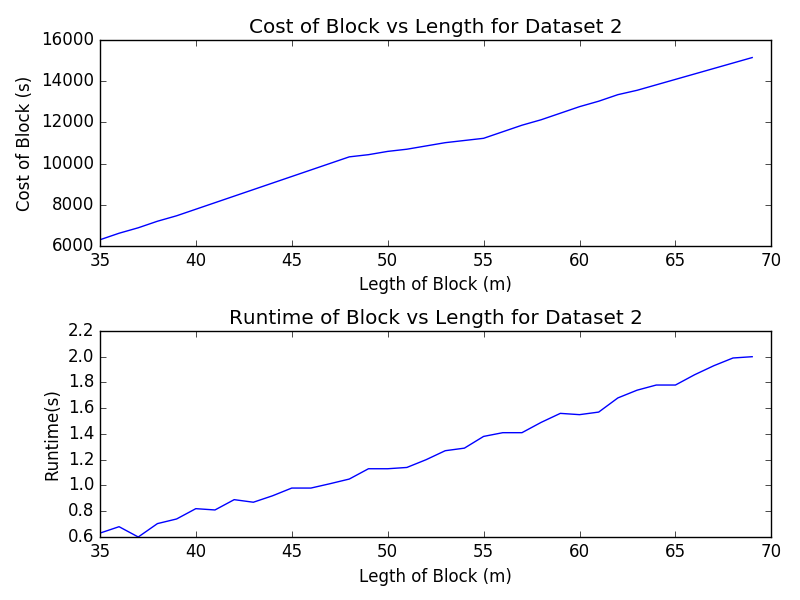 Cost of Block vs Length for Dataset 2
16000
14000
12000
10000
8000
6000
Cost of Block (s)
35 40 45 50 55 60 65 70
Legth of Block (m)
Runtime of Block vs Length for Dataset 2
2.2
2.0
1.8
1.6
1.4
1.2
1.0
0.8
0.6
Runtime(s)
35 40 45 50 55 60 65 70
Legth of Block (m)